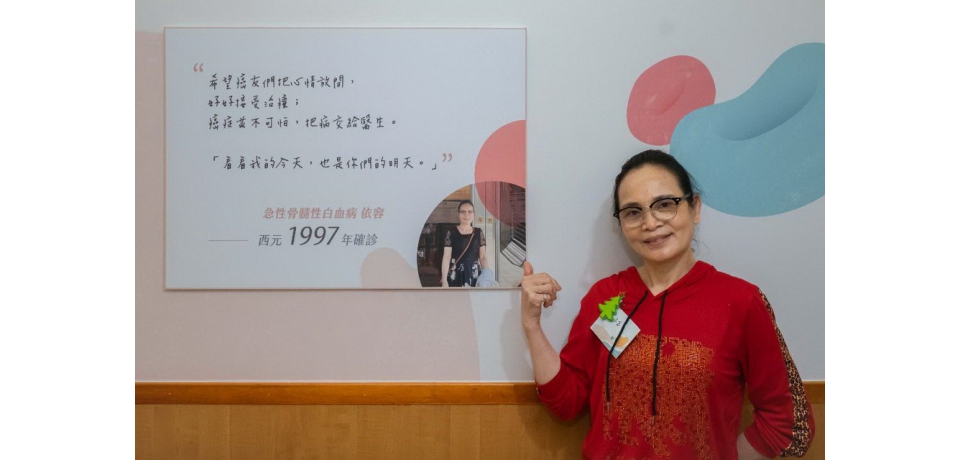 “希望癌友們把心情放開，
好好接受治療；
癌症並不可怕，把病交給醫生。
「看看我的今天，也是你們的明天。」”
急性骨髓性白血病 依容
西元 1997 年確診